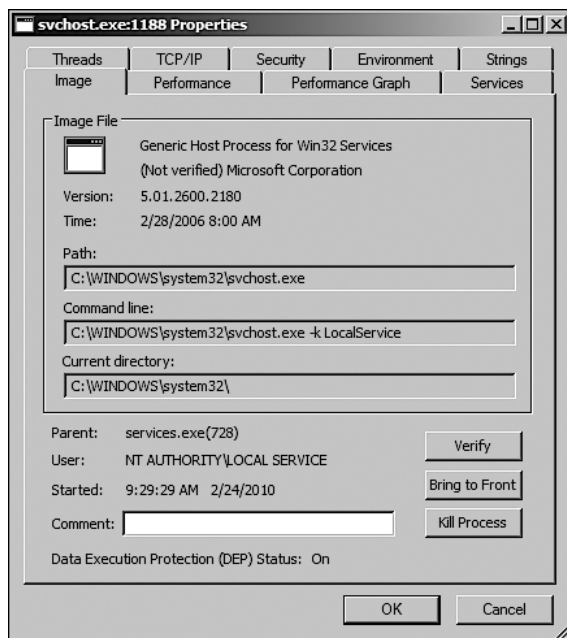 svchost.exe:1188 Properties
Threads TCP/IP Security Environment Strings
Image Performance Performance Graph Services
Image File
Generic Host Process for Win32 Services
(Not verified) Microsoft Corporation
Version: 5.01.2600.2180
Time: 2/28/2006 8:00 AM
Path:
C:\WINDOWS\system32\svchost.exe
Command line:
C:\WINDOWS\system32\svchost.exe -k LocalService
Current directory:
C:\WINDOWS\system32\
Parent: services.exe(728)
Verify
User: NT AUTHORITY\LOCAL SERVICE
Started: 9:29:29 AM 2/24/2010
Bring to Front
Comment:
Kill Process
Data Execution Protection (DEP) Status: On
OK Cancel